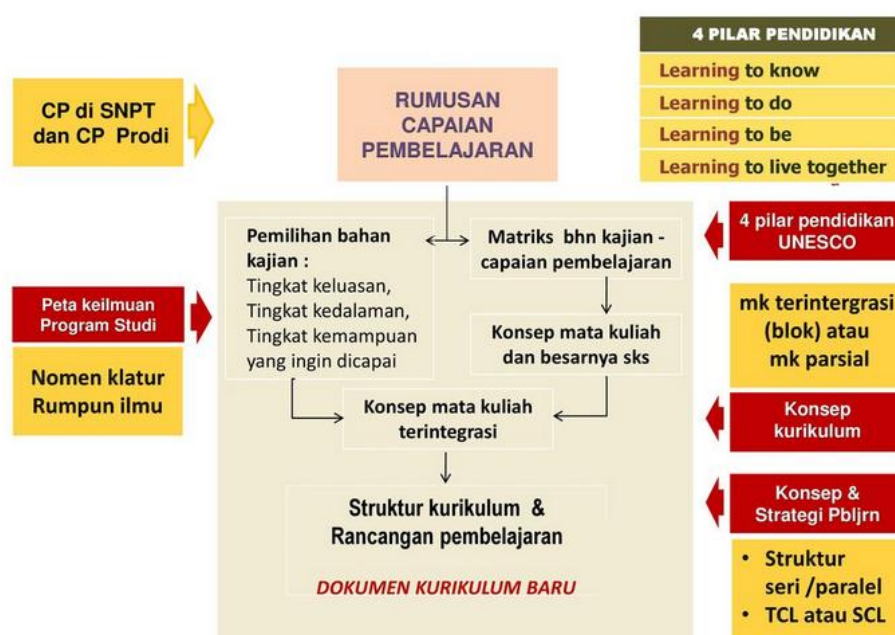 4 PILAR PENDIDIKAN
Learning to know
Learning to do
Learning to be
Learning to live together
CP di SNPT
dan CP Prodi
RUMUSAN
CAPAIAN
PEMBELAJARAN
Pemilihan bahan
kajian :
Tingkat keluasan,
Tingkat kedalaman,
Tingkat kemampuan
yang ingin dicapai
Matriks bhn kajian -
capaian pembelajaran
4 pilar pendidikan
UNESCO
Peta keilmuan
Program Studi
Nomen klatur
Rumpun ilmu
Konsep mata kuliah
dan besarnya sks
mk terintergrasi
(blok) atau
mk parsial
Konsep mata kuliah
terintegrasi
Konsep
kurikulum
Struktur kurikulum &
Rancangan pembelajaran
DOKUMEN KURIKULUM BARU
Konsep &
Strategi Pbljrn
• Struktur
seri /paralel
• TCL atau SCL